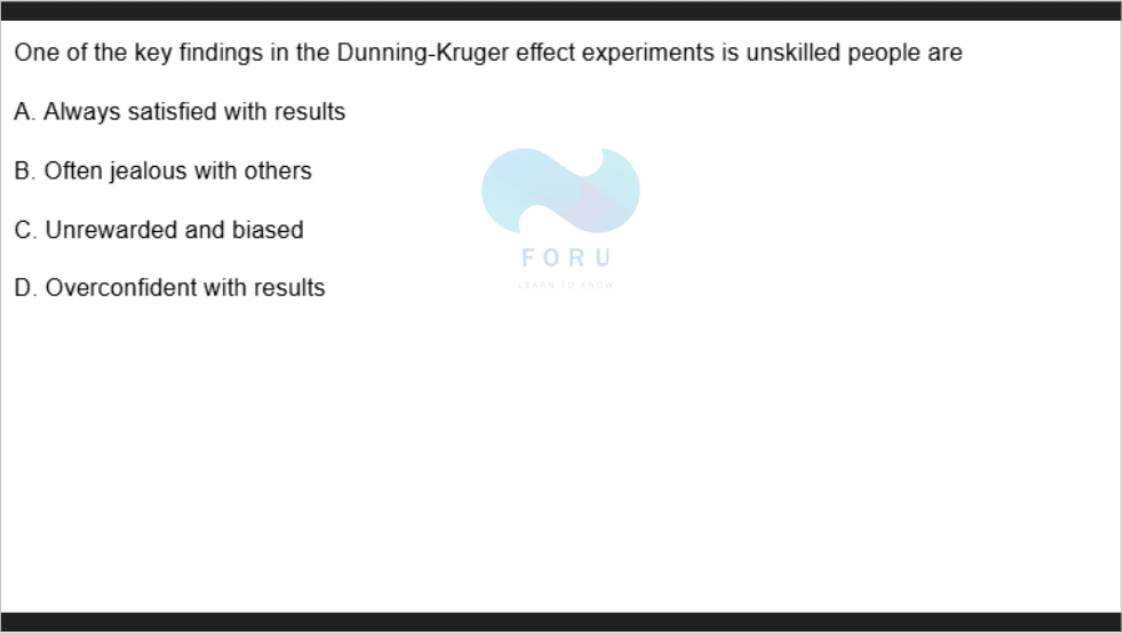 One of the key findings in the Dunning-Kruger effect experiments is unskilled people are
A. Always satisfied with results
B. Often jealous with others
C. Unrewarded and biased
D. Overconfident with results
FORU
LEARN TO KNOW